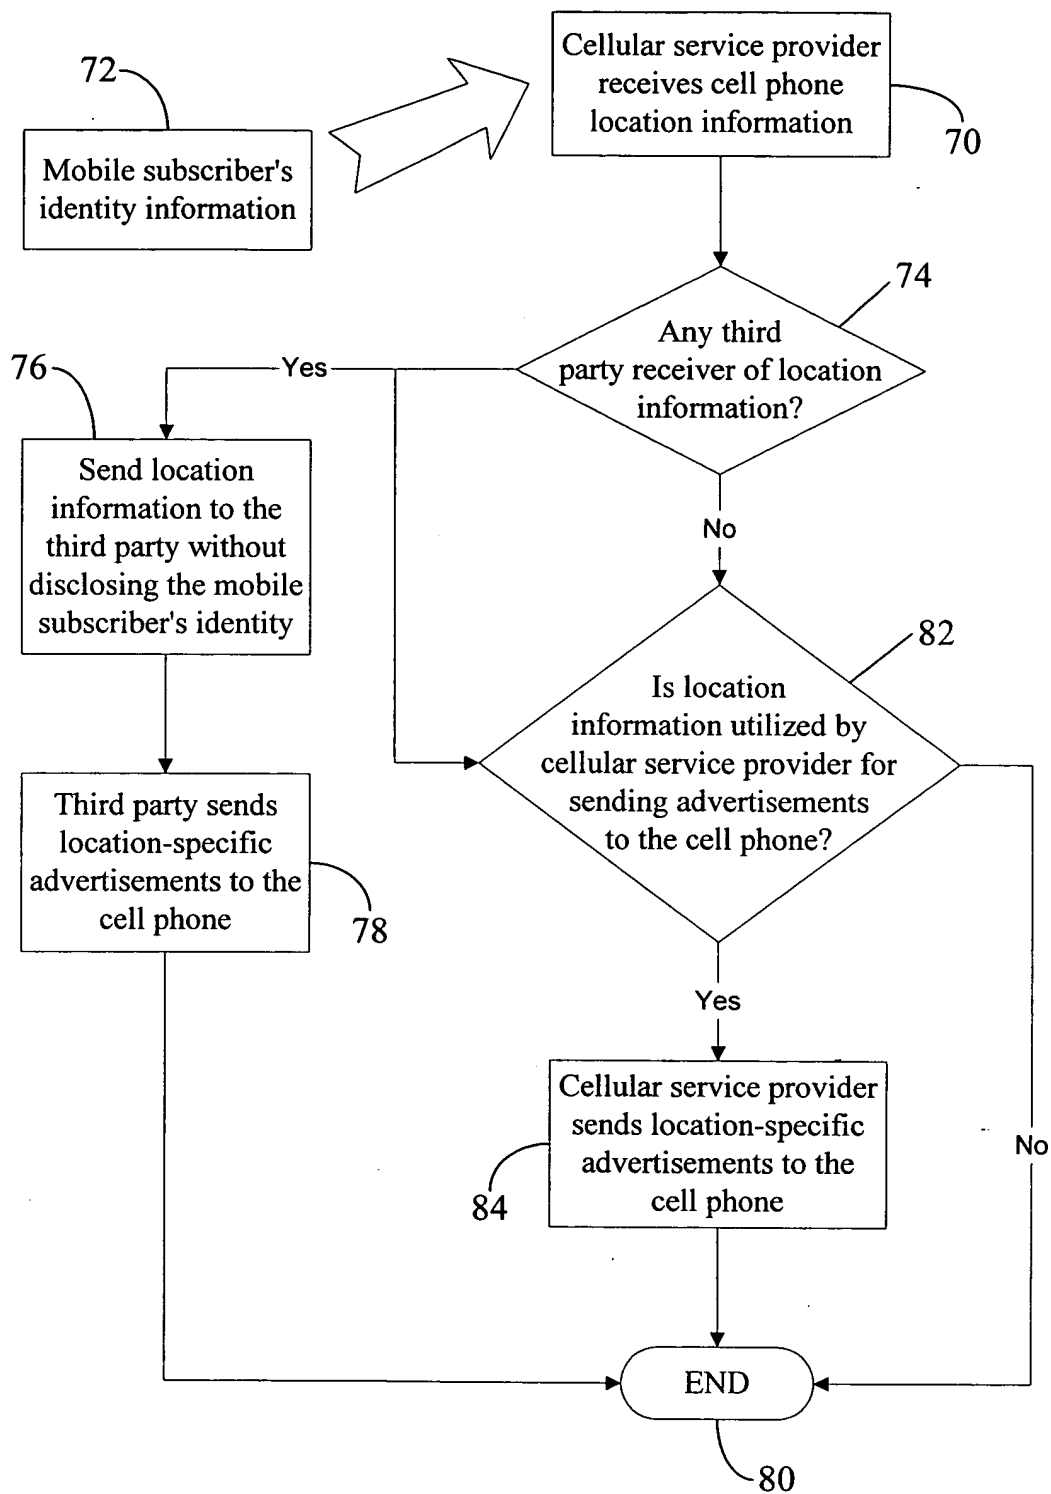 72
Cellular service provider
receives cell phone
location information
70
Mobile subscriber's
identity information
74
Any third
party receiver of location
information?
Yes
76
Send location
information to the
third party without
disclosing the mobile
subscriber's identity
No
82
Is location
information utilized by
cellular service provider for
sending advertisements
to the cell phone?
Third party sends
location-specific
advertisements to the
cell phone
78
Yes
Cellular service provider
sends location-specific
advertisements to the
cell phone
84
No
END
80